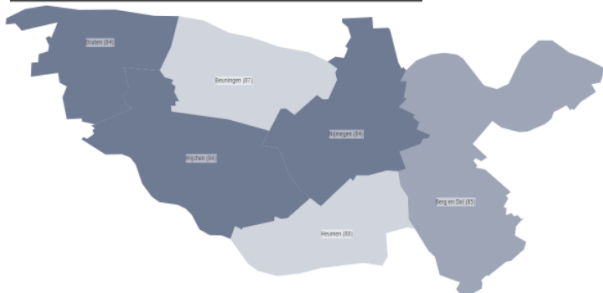 Druten (84)
Beuningen (87)
Nijmegen (84)
Wijchen (84)
Berg en Dal (85)
Heumen (88)